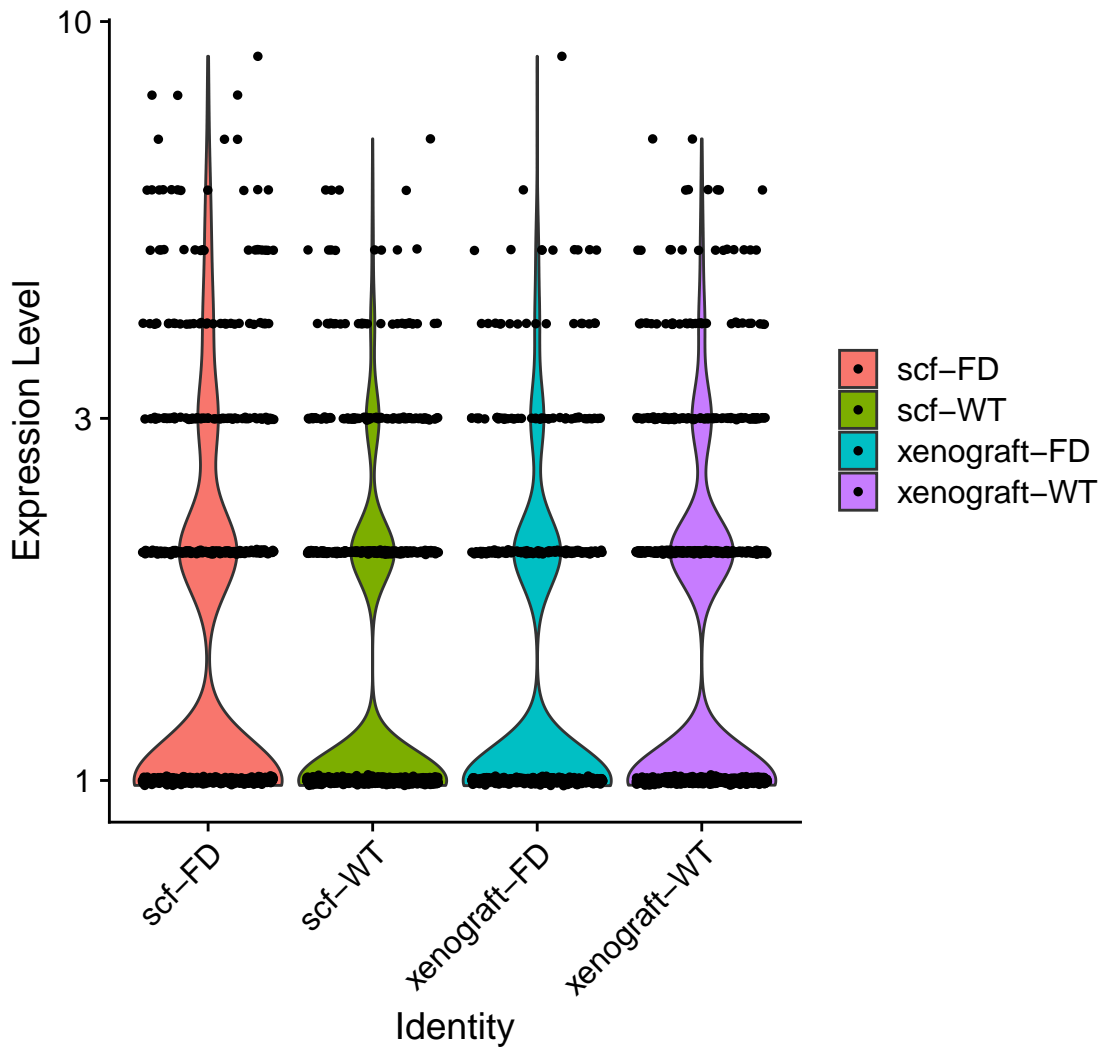 10
3
1
Expression Level
scf−FD
scf−WT
xenograft−FD
xenograft−WT
Identity
scf−FD
scf−WT
xenograft−FD
xenograft−WT